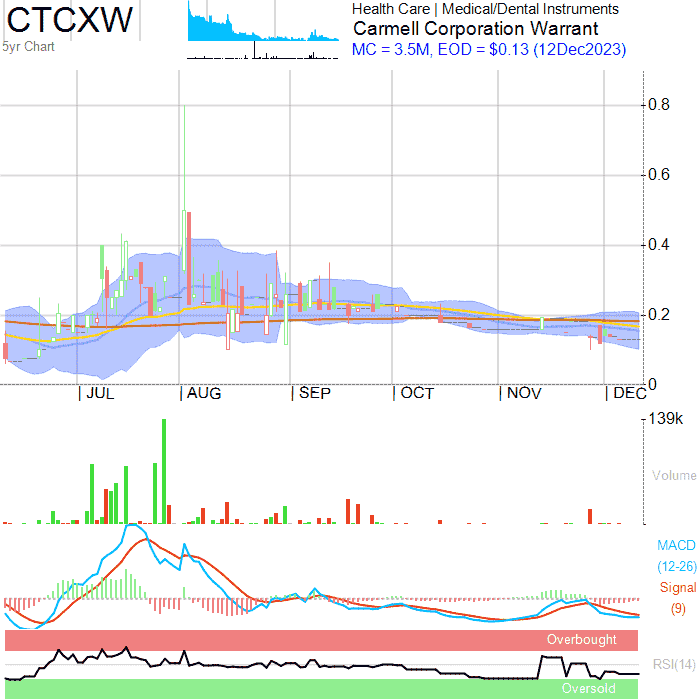 CTCXW
5yr Chart
Health Care | Medical/Dental Instruments
Carmell Corporation Warrant
MC = 3.5M, EOD = $0.13 (12Dec2023)
0.8
0.6
0.4
0.2
0
| JUL | AUG | SEP | OCT | NOV | DEC
139k
Volume
MACD
(12-26)
Signal
(9)
Overbought
RSI(14)
Oversold